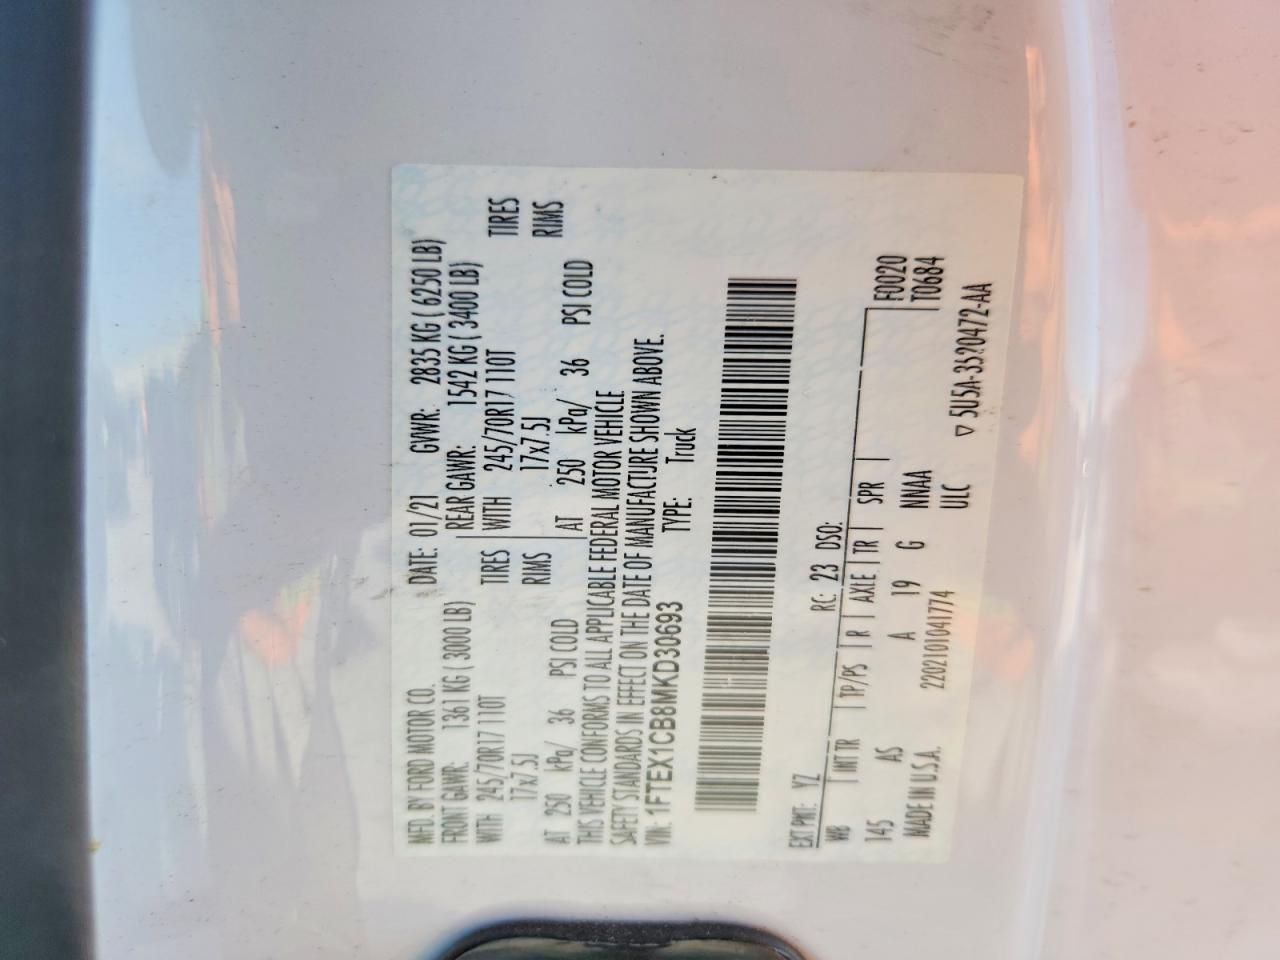 MFD. BY FORD MOTOR CO. DATE: 01/21 GVWR: 2835 KG ( 6250 LB)
FRONT GAWR: 1361 KG ( 3000 LB) REAR GAWR: 1542 KG ( 3400 LB)
WITH 245/70R17 110T TIRES WITH 245/70R17 110T TIRES
17x7.5J RIMS 17x7.5J RIMS
AT 250 kPa/ 36 PSI COLD AT 250 kPa/ 36 PSI COLD
THIS VEHICLE CONFORMS TO ALL APPLICABLE FEDERAL MOTOR VEHICLE
SAFETY STANDARDS IN EFFECT ON THE DATE OF MANUFACTURE SHOWN ABOVE.
VIN: 1FTEX1CB8MKD30693 TYPE: Truck
EXT PNT: YZ RC: 23 DSO:
WB INT TR TP/PS R AXLE TR SPR F0020
145 AS A 19 G NNAA T0684
MADE IN U.S.A. 2202101041774 ULC 5U5A-3520472-AA